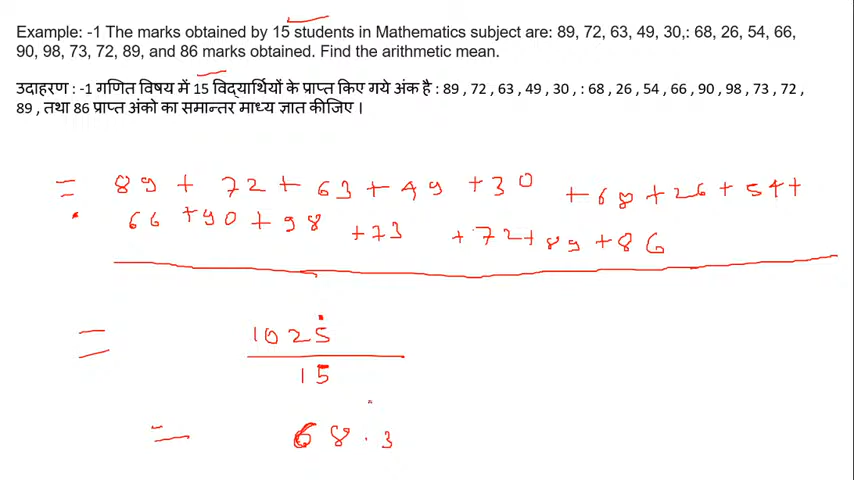 Example: -1 The marks obtained by 15 students in Mathematics subject are: 89, 72, 63, 49, 30,: 68, 26, 54, 66,
90, 98, 73, 72, 89, and 86 marks obtained. Find the arithmetic mean.
उदाहरण : -1 गणित विषय में 15 विद्यार्थियों के प्राप्त किए गये अंक है : 89 , 72 , 63 , 49 , 30 , : 68 , 26 , 54 , 66 , 90 , 98 , 73 , 72 ,
89 , तथा 86 प्राप्त अंको का समान्तर माध्य ज्ञात कीजिए ।
= 89 + 72 + 63 + 49 + 30 + 68 + 26 + 54 +
66 + 90 + 98 + 73 + 72 + 89 + 86
= 1025
15
= 68.3